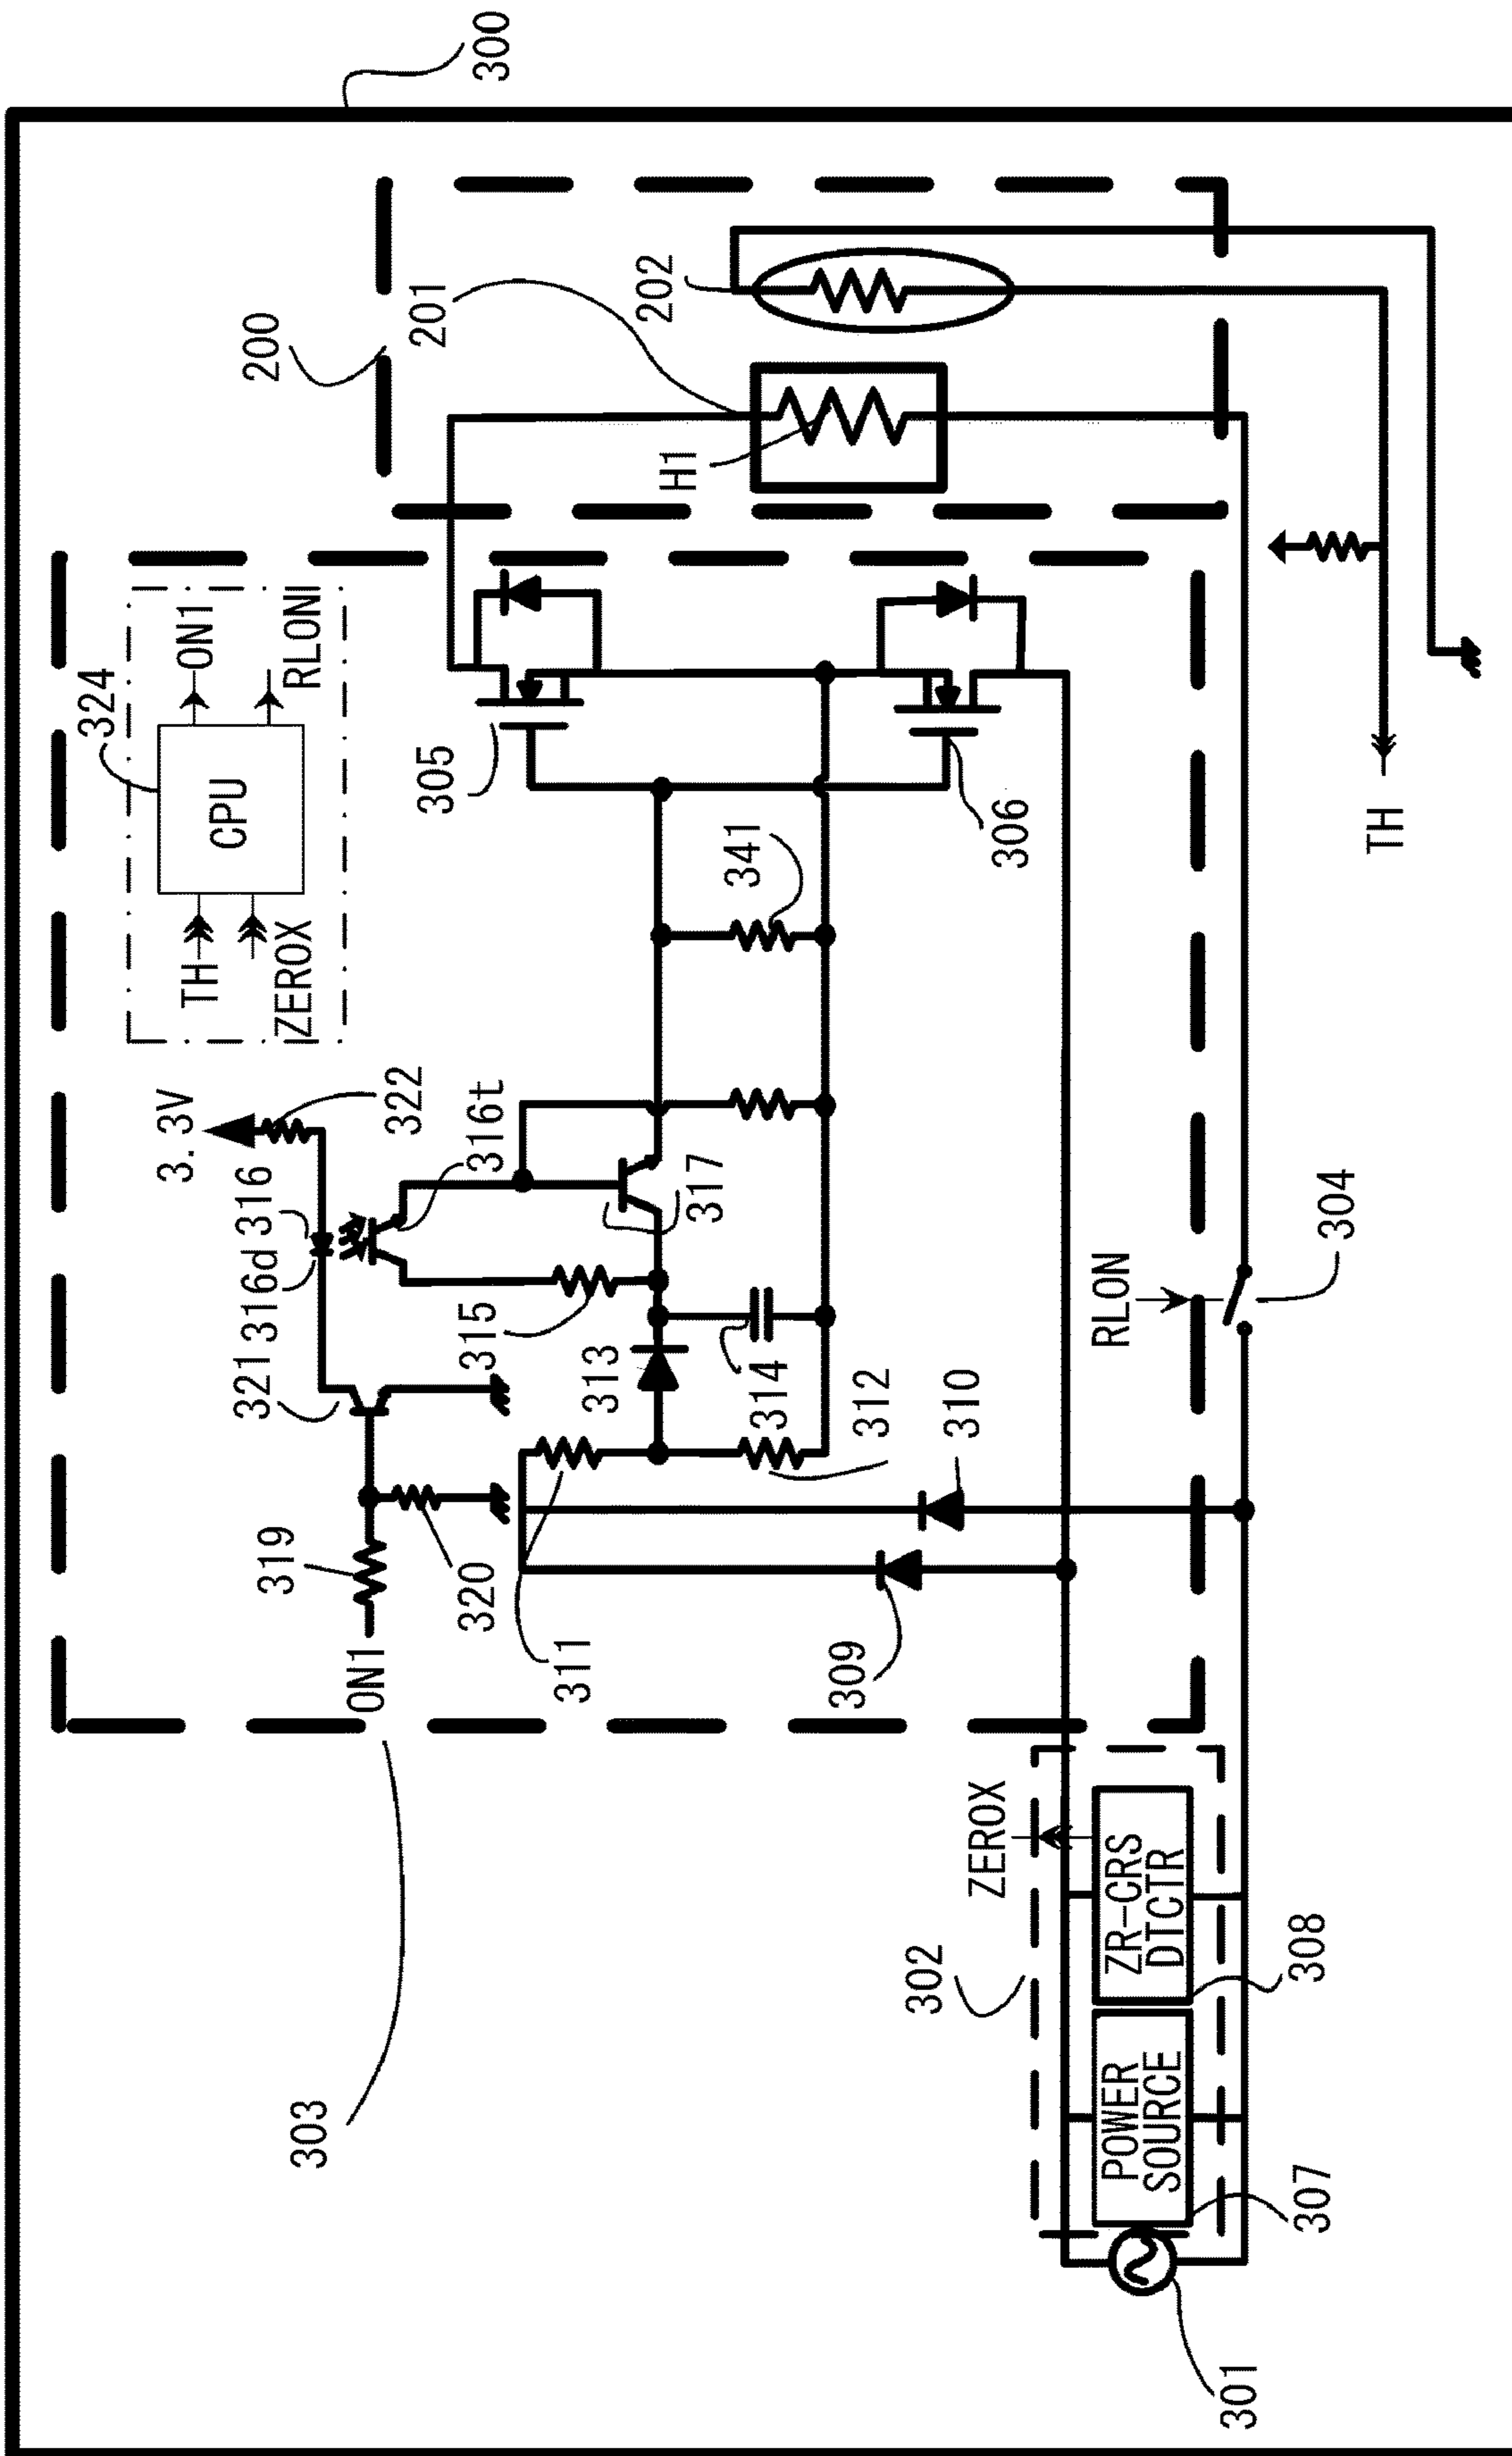 300
200
201
202
H1
324
CPU
ON1
RLON
TH
ZEROX
305
306
341
3.3V
322
316
316d
316t
317
321
315
313
314
312
310
319
320
ON1
311
309
303
RLON
304
TH
ZEROX
302
ZR-CRS
DTCTR
308
POWER
SOURCE
307
301